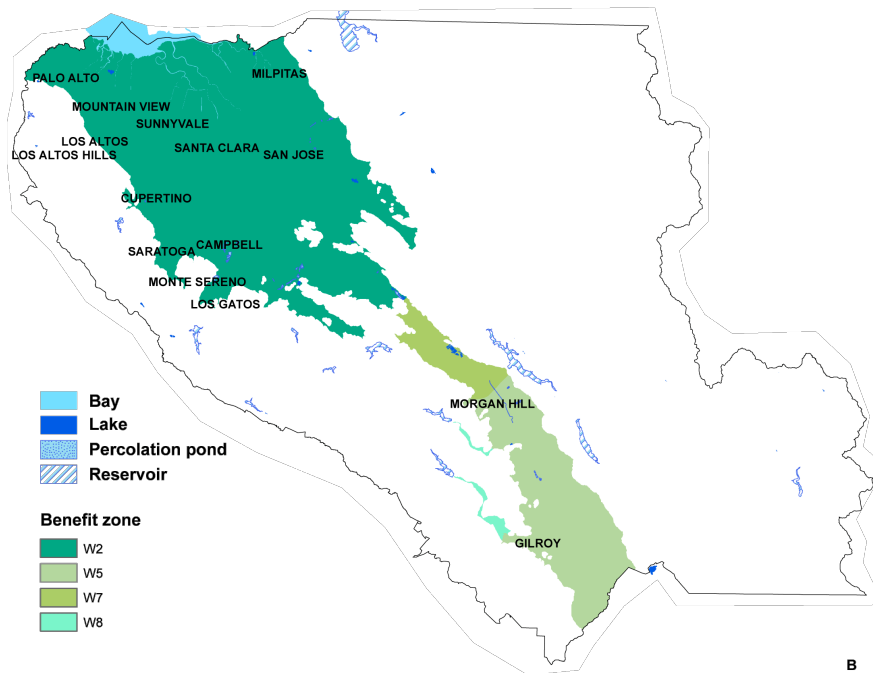 PALO ALTO
MILPITAS
MOUNTAIN VIEW
SUNNYVALE
LOS ALTOS
SANTA CLARA
LOS ALTOS HILLS
SAN JOSE
CUPERTINO
CAMPBELL
SARATOGA
MONTE SERENO
LOS GATOS
MORGAN HILL
GILROY
Bay
Lake
Percolation pond
Reservoir
Benefit zone
W2
W5
W7
W8
B